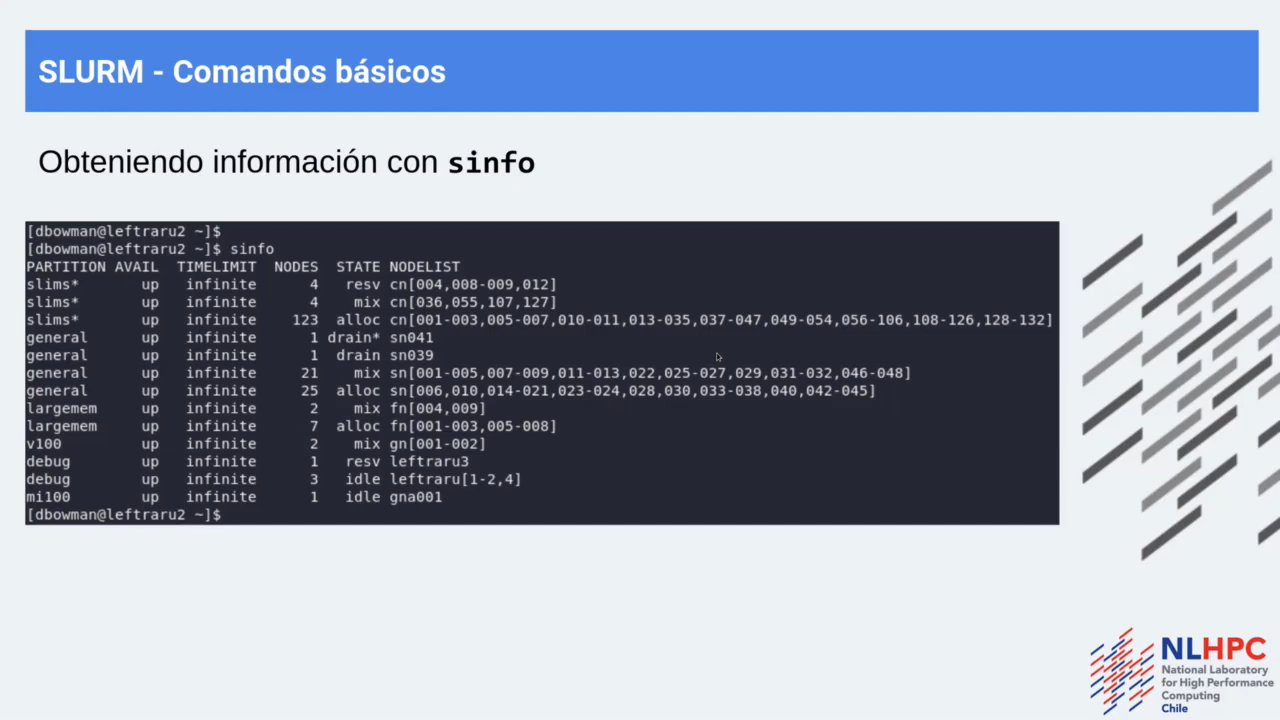 SLURM - Comandos básicos
Obteniendo información con sinfo
[dbowman@leftraru2 ~]$
[dbowman@leftraru2 ~]$ sinfo
PARTITION AVAIL  TIMELIMIT  NODES  STATE NODELIST
slims*       up   infinite      4   resv cn[004,008-009,012]
slims*       up   infinite      4    mix cn[036,055,107,127]
slims*       up   infinite    123  alloc cn[001-003,005-007,010-011,013-035,037-047,049-054,056-106,108-126,128-132]
general      up   infinite      1 drain* sn041
general      up   infinite      1  drain sn039
general      up   infinite     21    mix sn[001-005,007-009,011-013,022,025-027,029,031-032,046-048]
general      up   infinite     25  alloc sn[006,010,014-021,023-024,028,030,033-038,040,042-045]
largemem     up   infinite      2    mix fn[004,009]
largemem     up   infinite      7  alloc fn[001-003,005-008]
v100         up   infinite      2    mix gn[001-002]
debug        up   infinite      1   resv leftraru3
debug        up   infinite      3   idle leftraru[1-2,4]
mi100        up   infinite      1   idle gna001
[dbowman@leftraru2 ~]$
NLHPC
National Laboratory
for High Performance
Computing
Chile